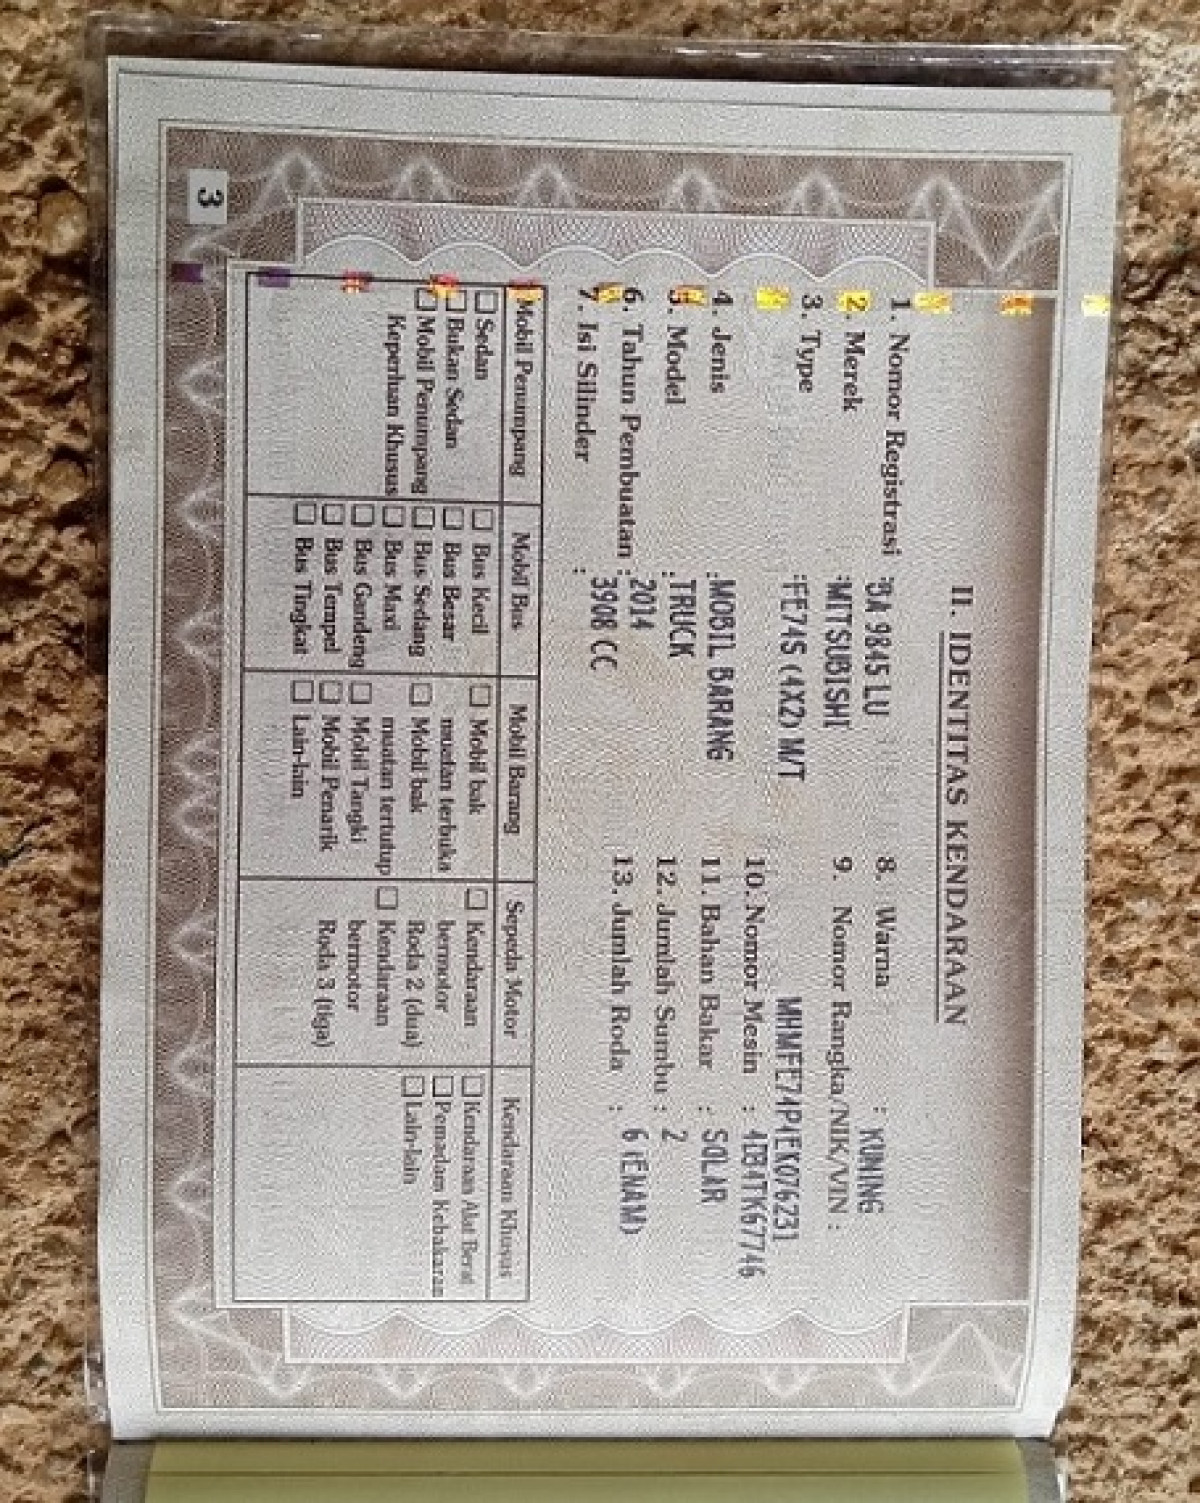 II. IDENTITAS KENDARAAN
1. Nomor Registrasi : BA 9845 LU
2. Merek : MITSUBISHI
3. Type : FE74S (4X2) M/T
4. Jenis : MOBIL BARANG
5. Model : TRUCK
6. Tahun Pembuatan : 2014
7. Isi Silinder : 3908 CC
8. Warna : KUNING
9. Nomor Rangka/NIK/VIN :
MHMFE74P4EK076231
10. Nomor Mesin : 4D34TK67746
11. Bahan Bakar : SOLAR
12. Jumlah Sumbu : 2
13. Jumlah Roda : 6 (ENAM)
Mobil Penumpang
Sedan
Bukan Sedan
Mobil Penumpang
Keperluan Khusus
Mobil Bus
Bus Kecil
Bus Besar
Bus Sedang
Bus Maxi
Bus Gandeng
Bus Tempel
Bus Tingkat
Mobil Barang
Mobil bak
muatan terbuka
Mobil bak
muatan tertutup
Mobil Tangki
Mobil Penarik
Lain-lain
Sepeda Motor
Kendaraan
bermotor
Roda 2 (dua)
Kendaraan
bermotor
Roda 3 (tiga)
Kendaraan Khusus
Kendaraan Alat Berat
Pemadam Kebakaran
Lain-lain
3